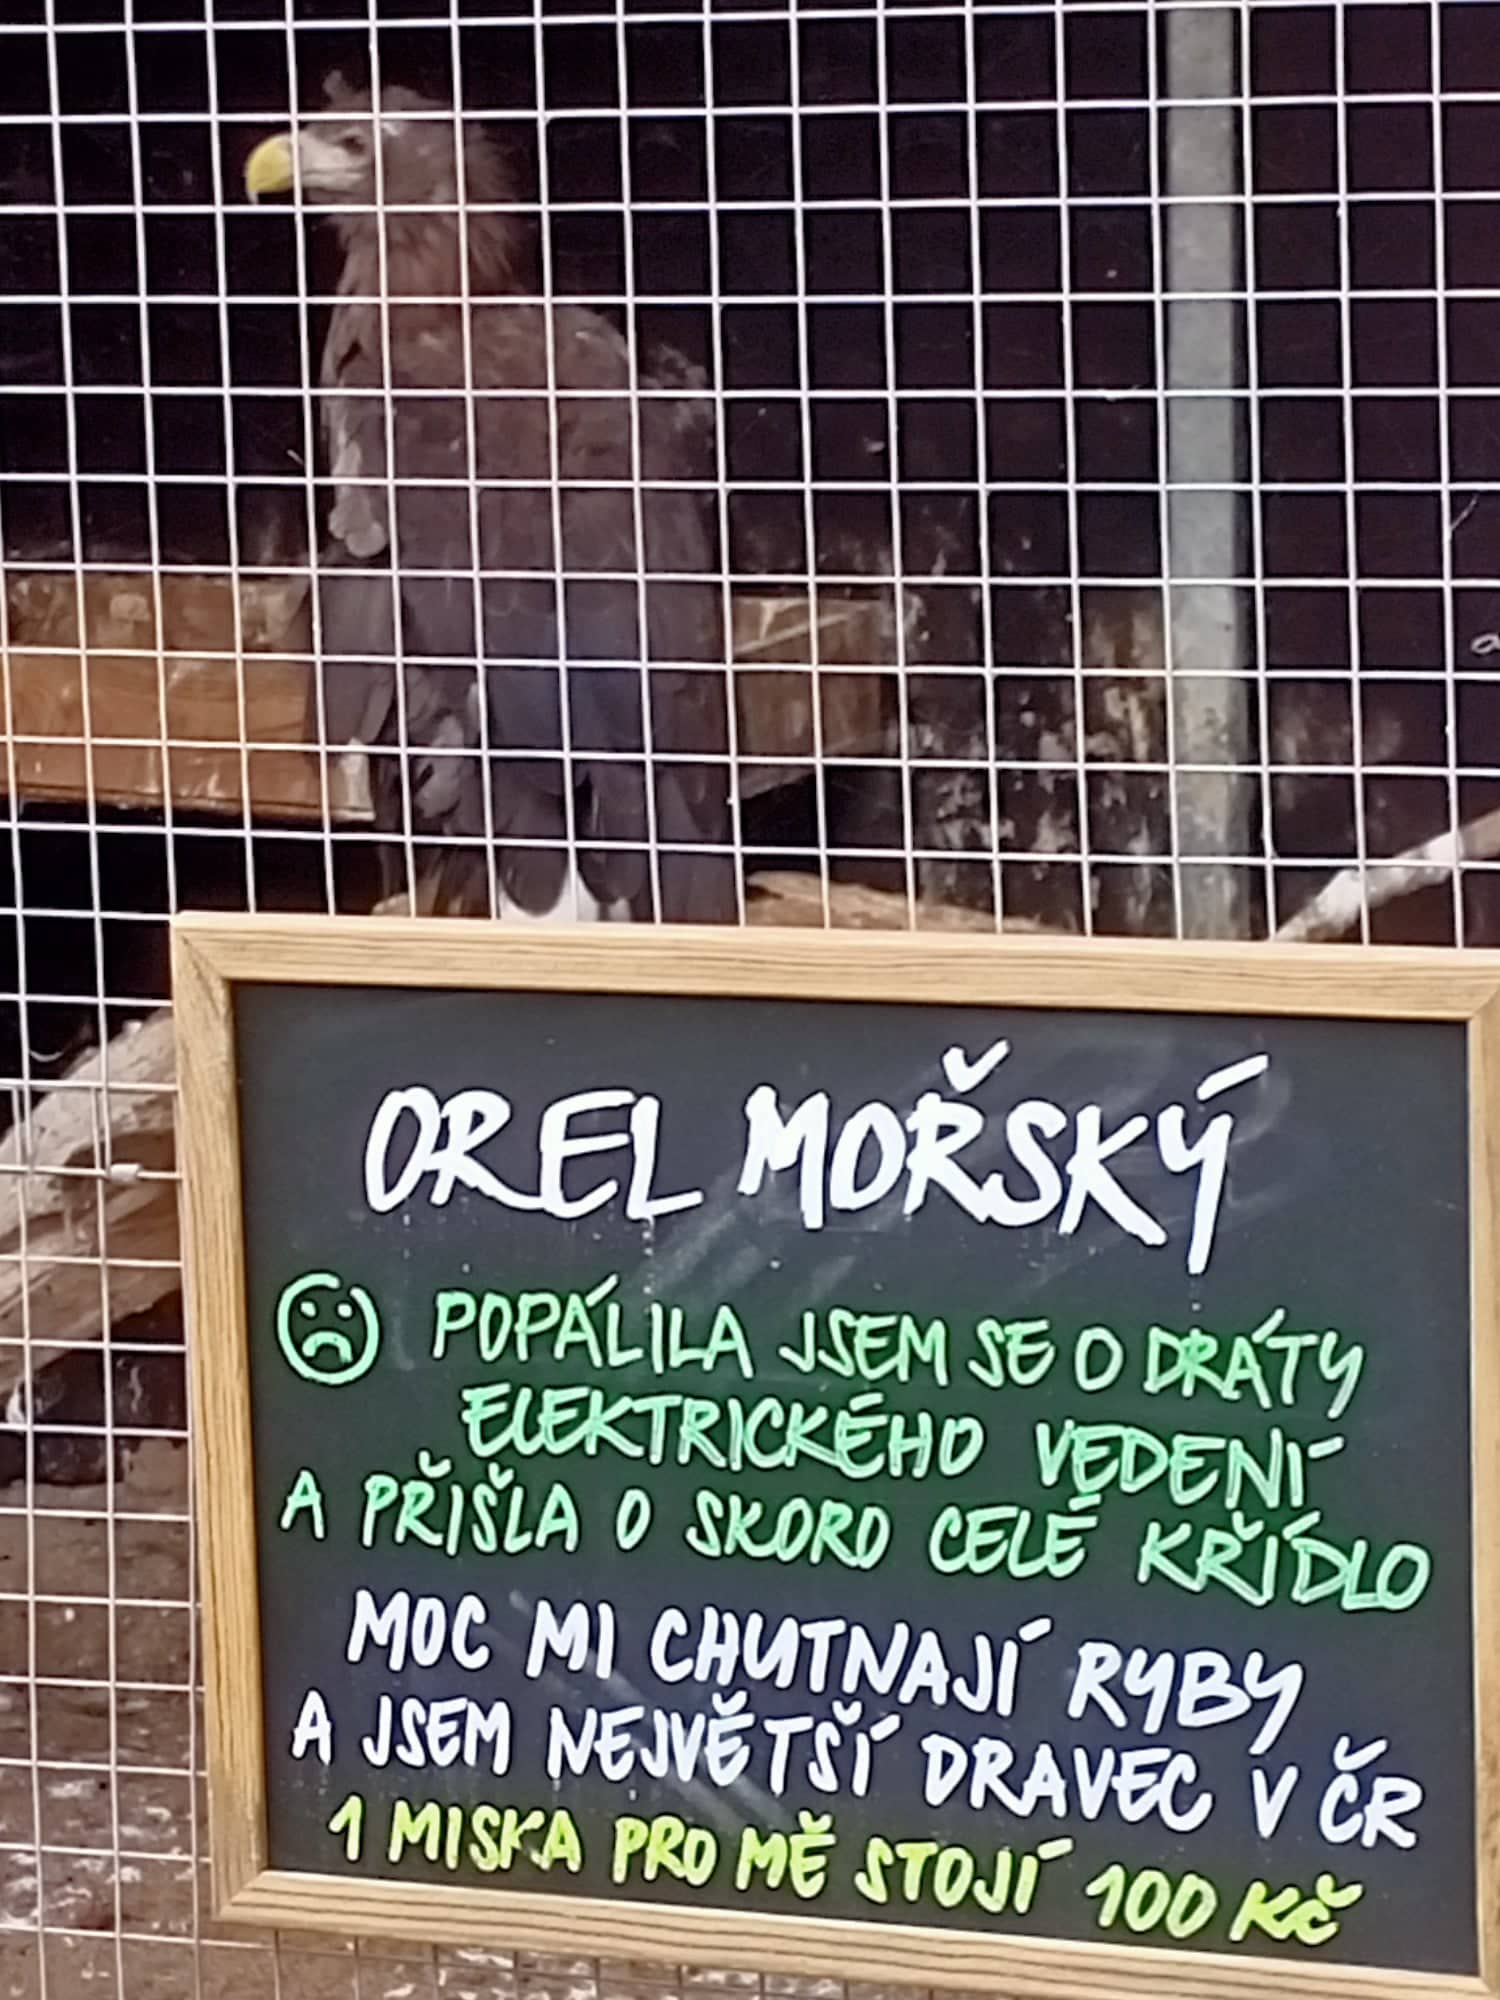 OREL MOŘSKÝ
POPÁLILA JSEM SE O DRÁTY
ELEKTRICKÉHO VEDENÍ
A PŘIŠLA O SKORO CELÉ KŘÍDLO
MOC MI CHUTNAJÍ RYBY
A JSEM NEJVĚTŠÍ DRAVEC V ČR
1 MISKA PRO MĚ STOJÍ 100 KČ